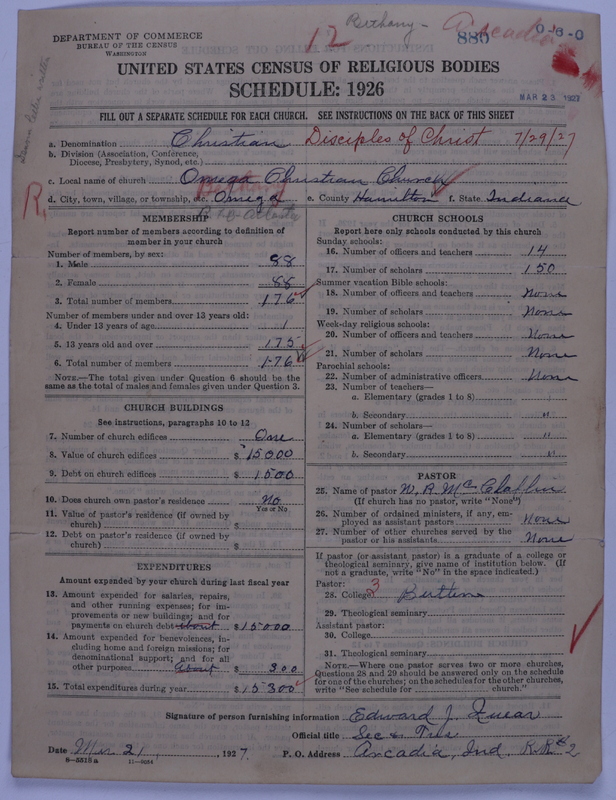 Bethany - Arcadia
12
880
0-6-0
DEPARTMENT OF COMMERCE
BUREAU OF THE CENSUS
WASHINGTON
UNITED STATES CENSUS OF RELIGIOUS BODIES
SCHEDULE: 1926
MAR 23 1927
FILL OUT A SEPARATE SCHEDULE FOR EACH CHURCH. SEE INSTRUCTIONS ON THE BACK OF THIS SHEET
a. Denomination Christian Disciples of Christ 7/29/27
b. Division (Association, Conference, Diocese, Presbytery, Synod, etc.)
c. Local name of church Omega Christian Church
Bethany
d. City, town, village, or township, etc. Omega e. County Hamilton f. State Indiana
R
MEMBERSHIP
Report number of members according to definition of
member in your church
Number of members, by sex:
1. Male 88
2. Female 88
3. Total number of members 176
Number of members under and over 13 years old:
4. Under 13 years of age 1
5. 13 years old and over 175
6. Total number of members 176
NOTE.—The total given under Question 6 should be the
same as the total of males and females given under Question 3.
CHURCH BUILDINGS
See instructions, paragraphs 10 to 12
7. Number of church edifices One
8. Value of church edifices $15000
9. Debt on church edifices $1500
10. Does church own pastor's residence No
Yes or No
11. Value of pastor's residence (if owned by
church) $
12. Debt on pastor's residence (if owned by
church) $
EXPENDITURES
Amount expended by your church during last fiscal year
13. Amount expended for salaries, repairs,
and other running expenses; for im-
provements or new buildings; and for
payments on church debt about $15000
14. Amount expended for benevolences, in-
cluding home and foreign missions; for
denominational support; and for all
other purposes About $300
15. Total expenditures during year $15300
CHURCH SCHOOLS
Report here only schools conducted by this church
Sunday schools:
16. Number of officers and teachers 14
17. Number of scholars 150
Summer vacation Bible schools:
18. Number of officers and teachers None
19. Number of scholars None
Week-day religious schools:
20. Number of officers and teachers None
21. Number of scholars None
Parochial schools:
22. Number of administrative officers None
23. Number of teachers—
a. Elementary (grades 1 to 8)
b. Secondary "
24. Number of scholars—
a. Elementary (grades 1 to 8) "
b. Secondary "
PASTOR
25. Name of pastor
(If church has no pastor, write "None")
26. Number of ordained ministers, if any, em-
ployed as assistant pastors None
27. Number of other churches served by the
pastor or his assistants None
If pastor (or assistant pastor) is a graduate of a college or
theological seminary, give name of institution below. (If
not a graduate, write "No" in the space indicated.)
Pastor:
28. College 3
29. Theological seminary
Assistant pastor:
30. College
31. Theological seminary
NOTE.—Where one pastor serves two or more churches,
Questions 28 and 29 should be answered only on the schedule
for one of the churches; on the schedules for the other churches,
write "See schedule for church."
Signature of person furnishing information Edward J.
Official title Sec & Tres
Date Mar 21, 1927. P. O. Address Arcadia, Ind. R.R. 2
8—5519a 11—9054